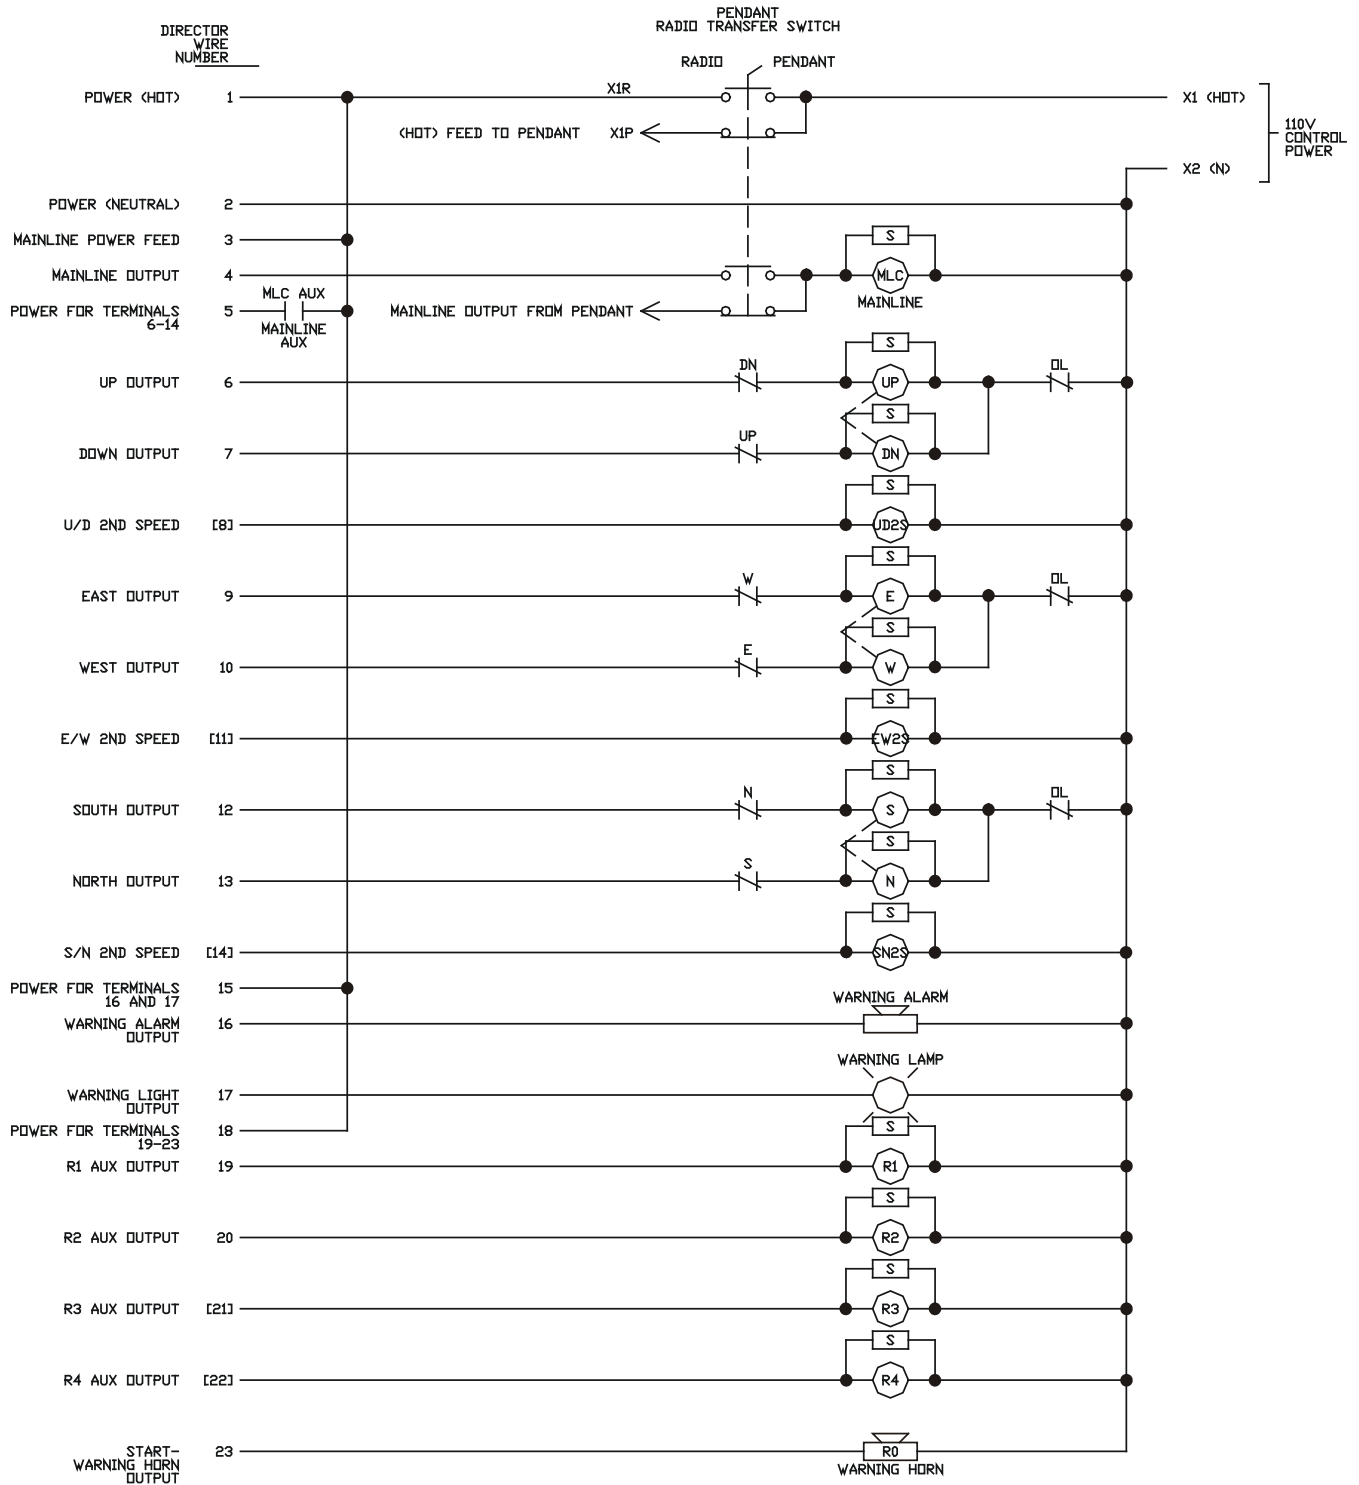 PENDANT
RADIO TRANSFER SWITCH
DIRECTOR
WIRE
NUMBER
RADIO PENDANT
POWER (HOT) 1 X1R X1 (HOT)
(HOT) FEED TO PENDANT X1P
110V
CONTROL
POWER
X2 (N)
POWER (NEUTRAL) 2
MAINLINE POWER FEED 3
S
MAINLINE OUTPUT 4 MLC
MAINLINE
MLC AUX
POWER FOR TERMINALS 5 MAINLINE OUTPUT FROM PENDANT
6-14
MAINLINE
AUX
S
DN OL
UP OUTPUT 6 UP
S
UP
DOWN OUTPUT 7 DN
S
U/D 2ND SPEED [8] UD2S
S
W OL
EAST OUTPUT 9 E
S
E
WEST OUTPUT 10 W
S
E/W 2ND SPEED [11] EW2S
S
N OL
SOUTH OUTPUT 12 S
S
S
NORTH OUTPUT 13 N
S
S/N 2ND SPEED [14] SN2S
POWER FOR TERMINALS 15
16 AND 17
WARNING ALARM
WARNING ALARM 16
OUTPUT
WARNING LAMP
WARNING LIGHT 17
OUTPUT
POWER FOR TERMINALS 18
19-23
S
R1 AUX OUTPUT 19 R1
S
R2 AUX OUTPUT 20 R2
S
R3 AUX OUTPUT [21] R3
S
R4 AUX OUTPUT [22] R4
START- 23 R0
WARNING HORN
OUTPUT
WARNING HORN